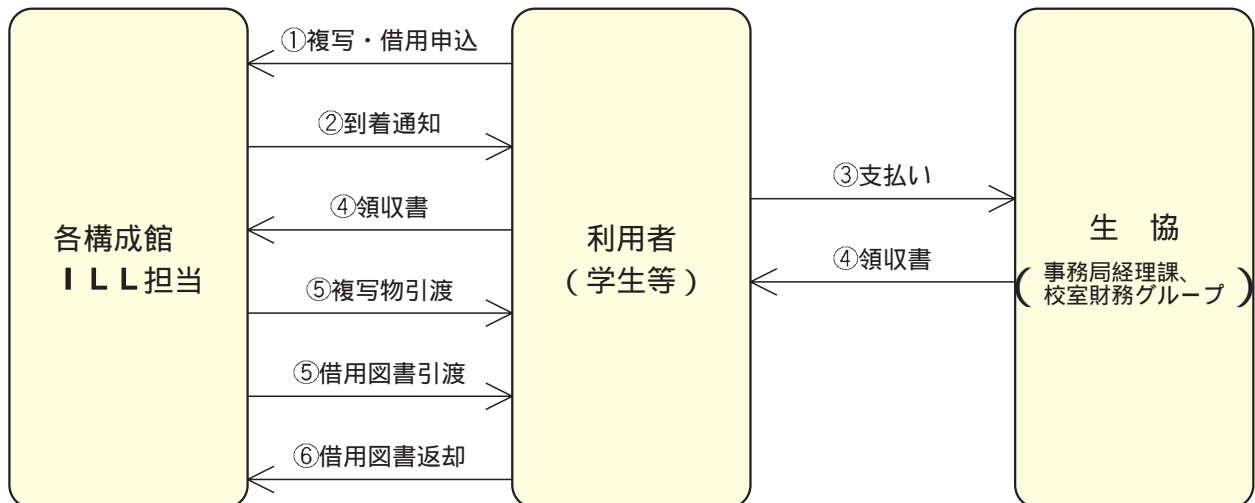 ①複写・借用申込
②到着通知
④領収書
⑤複写物引渡
⑤借用図書引渡
⑥借用図書返却
各構成館
ＩＬＬ担当
利用者
（学生等）
③支払い
④領収書
生　協
（事務局経理課、
校室財務グループ）